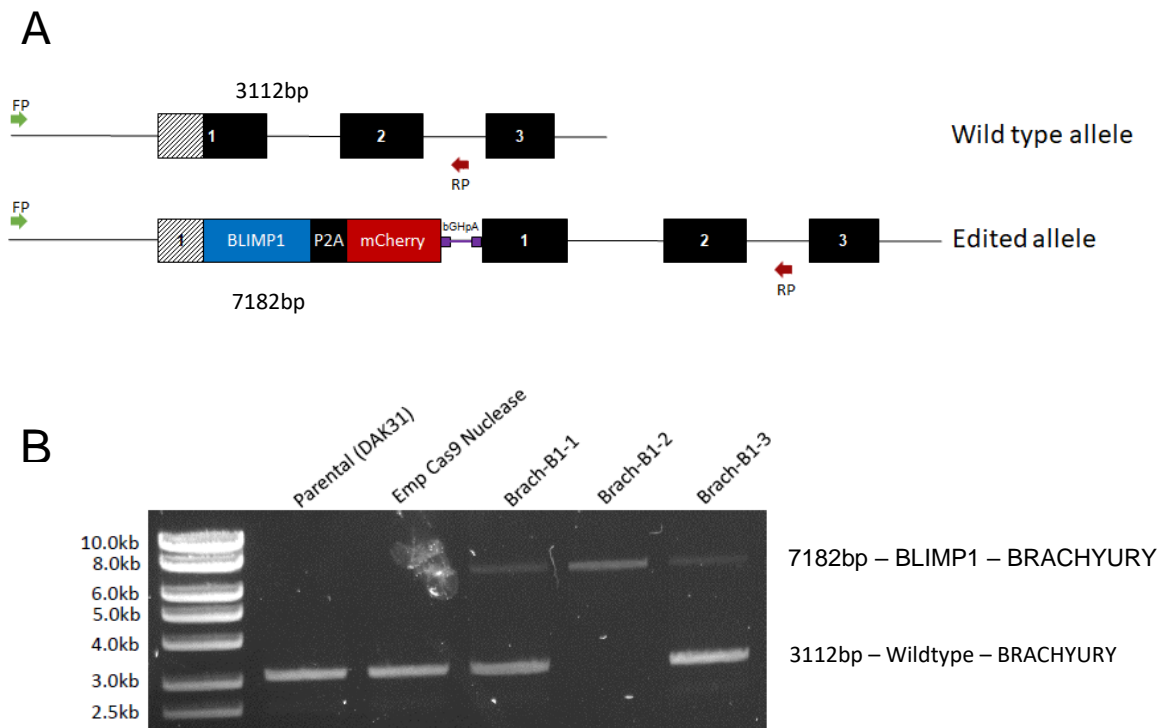 A
3112bp
FP
1
2
3
RP
Wild type allele
FP
1
BLIMP1
P2A
mCherry
bGHpA
1
2
3
RP
Edited allele
7182bp
B
Parental (DAK31)
Emp Cas9 Nuclease
Brach-B1-1
Brach-B1-2
Brach-B1-3
10.0kb
8.0kb
6.0kb
5.0kb
4.0kb
3.0kb
2.5kb
7182bp – BLIMP1 – BRACHYURY
3112bp – Wildtype – BRACHYURY